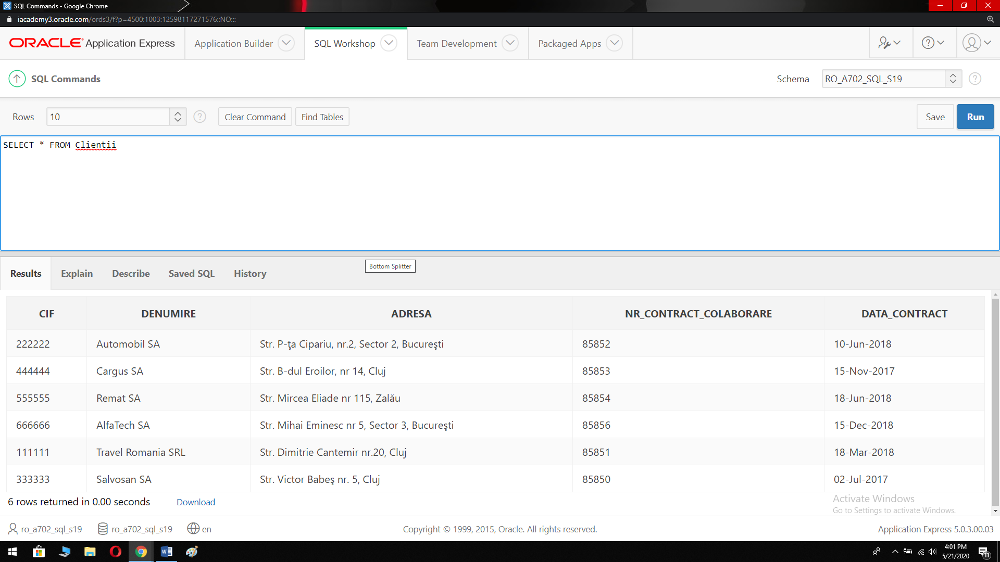 SQL Commands - Google Chrome
iacademy3.oracle.com/ords3/f?p=4500:1003:12598117271576::NO:::
ORACLE Application Express Application Builder SQL Workshop Team Development Packaged Apps
SQL Commands Schema RO_A702_SQL_S19
Rows 10 Clear Command Find Tables Save Run
SELECT * FROM Clientii
Bottom Splitter
Results Explain Describe Saved SQL History
CIF DENUMIRE ADRESA NR_CONTRACT_COLABORARE DATA_CONTRACT
222222 Automobil SA Str. P-ţa Cipariu, nr.2, Sector 2, Bucureşti 85852 10-Jun-2018
444444 Cargus SA Str. B-dul Eroilor, nr 14, Cluj 85853 15-Nov-2017
555555 Remat SA Str. Mircea Eliade nr 115, Zalău 85854 18-Jun-2018
666666 AlfaTech SA Str. Mihai Eminesc nr 5, Sector 3, Bucureşti 85856 15-Dec-2018
111111 Travel Romania SRL Str. Dimitrie Cantemir nr.20, Cluj 85851 18-Mar-2018
333333 Salvosan SA Str. Victor Babeş nr. 5, Cluj 85850 02-Jul-2017
6 rows returned in 0.00 seconds Download
Activate Windows
Go to Settings to activate Windows.
ro_a702_sql_s19 ro_a702_sql_s19 en Copyright © 1999, 2015, Oracle. All rights reserved. Application Express 5.0.3.00.03
4:01 PM
5/21/2020
11